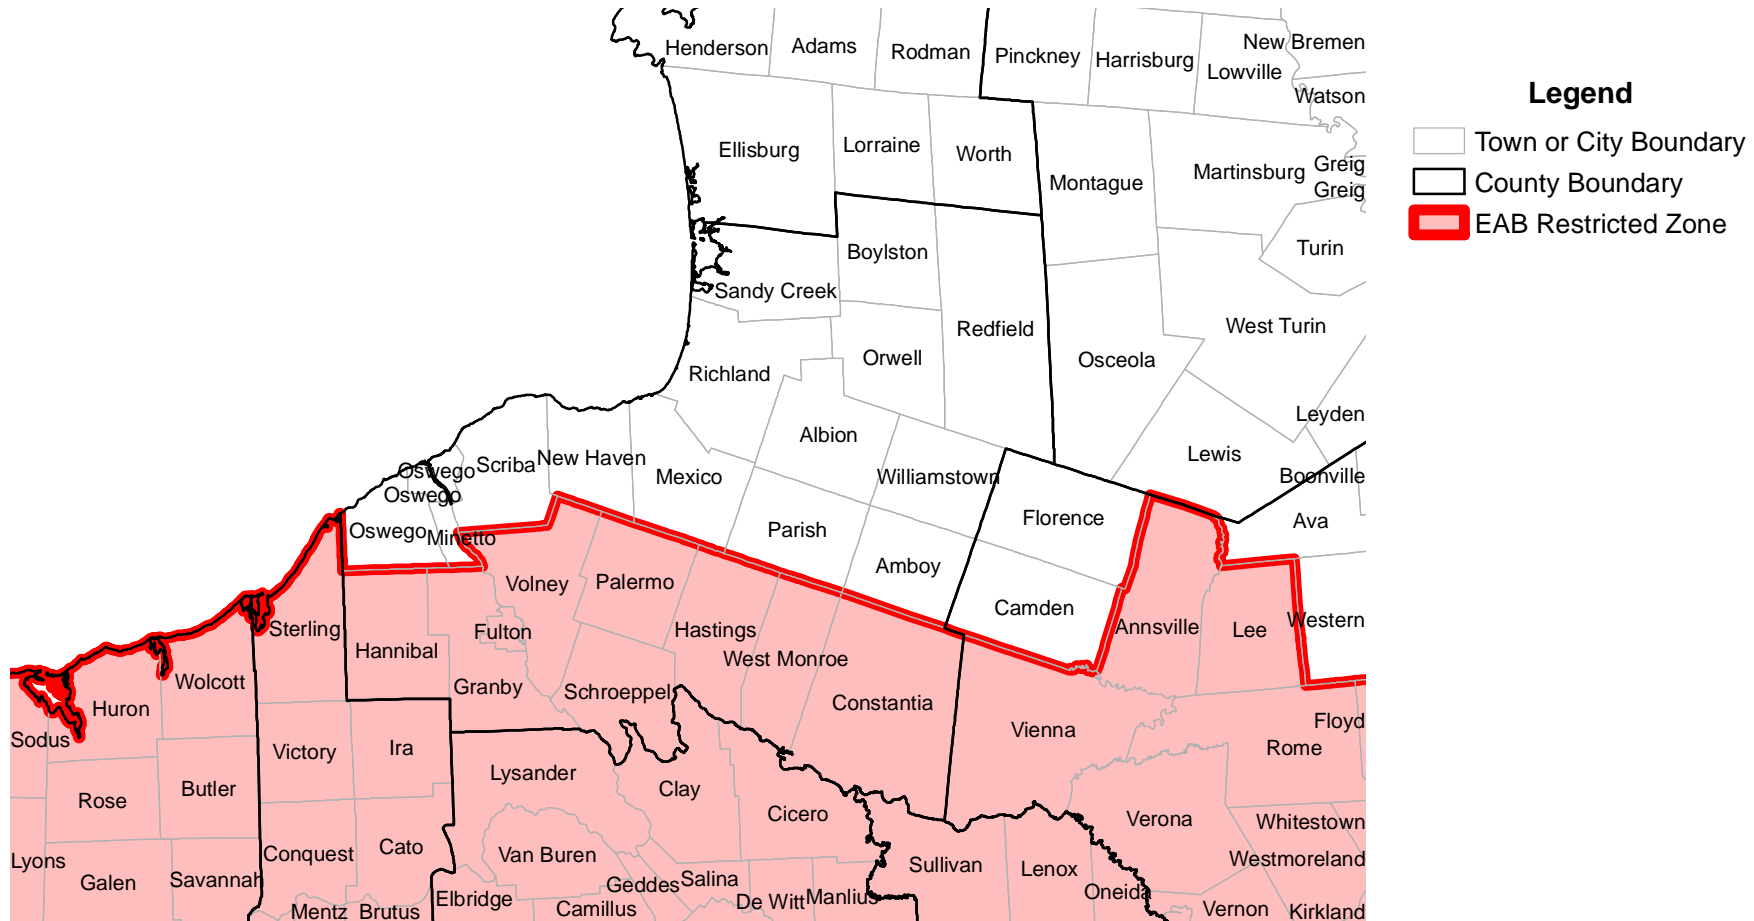 Henderson
Adams
Rodman
Pinckney
Harrisburg
New Bremen
Lowville
Watson
Legend
Town or City Boundary
County Boundary
EAB Restricted Zone
Ellisburg
Lorraine
Worth
Montague
Martinsburg
Greig
Greig
Boylston
Turin
Sandy Creek
Redfield
West Turin
Orwell
Osceola
Richland
Leyden
Albion
Lewis
Scriba
New Haven
Oswego
Mexico
Williamstown
Boonville
Oswego
Florence
Ava
Parish
Oswego
Minetto
Amboy
Volney
Palermo
Camden
Western
Sterling
Fulton
Hastings
Annsville
Lee
Hannibal
West Monroe
Wolcott
Granby
Schroeppel
Constantia
Huron
Vienna
Floyd
Sodus
Victory
Ira
Rome
Lysander
Rose
Butler
Clay
Cicero
Verona
Whitestown
Lyons
Conquest
Cato
Van Buren
Westmoreland
Sullivan
Lenox
Galen
Savannah
Geddes
Salina
Oneida
Elbridge
De Witt
Manlius
Mentz
Brutus
Camillus
Vernon
Kirkland